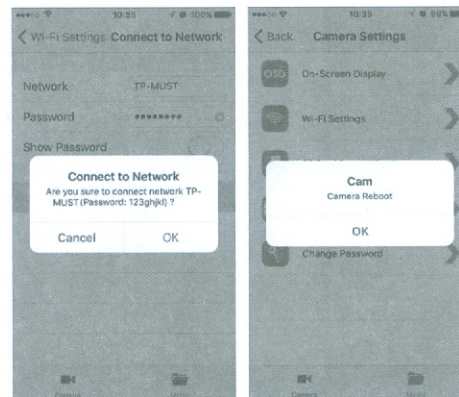 10:35
100%
Wi-Fi Settings Connect to Network
Network TP-MUST
Password ********
Show Password
Connect to Network
Are you sure to connect network TP-
MUST(Password: 123ghjkl) ?
Cancel OK
10:35
99%
Back Camera Settings
OSD On-Screen Display
Wi-Fi Settings
Cam
Camera Reboot
OK
Change Password